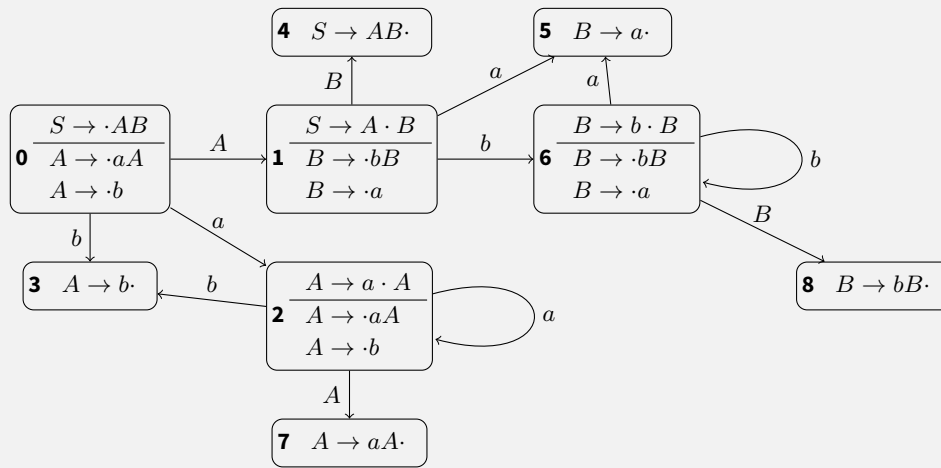 4 S → AB·
5 B → a·
B
a
a
0 S → ·AB
A → ·aA
A → ·b
A
1 S → A · B
B → ·bB
B → ·a
b
6 B → b · B
B → ·bB
B → ·a
b
b
a
B
3 A → b·
b
2 A → a · A
A → ·aA
A → ·b
a
8 B → bB·
A
7 A → aA·